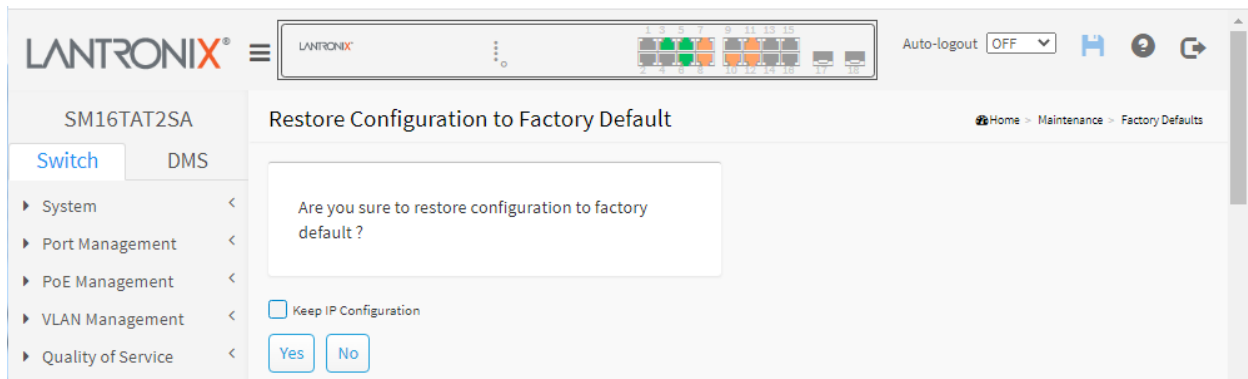 LANTRONIX®
LANTRONIX®
1 3 5 7 9 11 13 15
2 4 6 8 10 12 14 16 17 18
Auto-logout OFF
SM16TAT2SA
Switch DMS
System
Port Management
PoE Management
VLAN Management
Quality of Service
Restore Configuration to Factory Default
Home > Maintenance > Factory Defaults
Are you sure to restore configuration to factory
default ?
Keep IP Configuration
Yes No